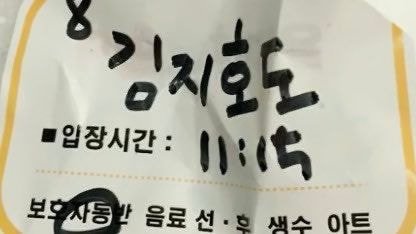 8
김지호도
■입장시간 : 11:15
보호자동반 음료 선·후 생수 아트